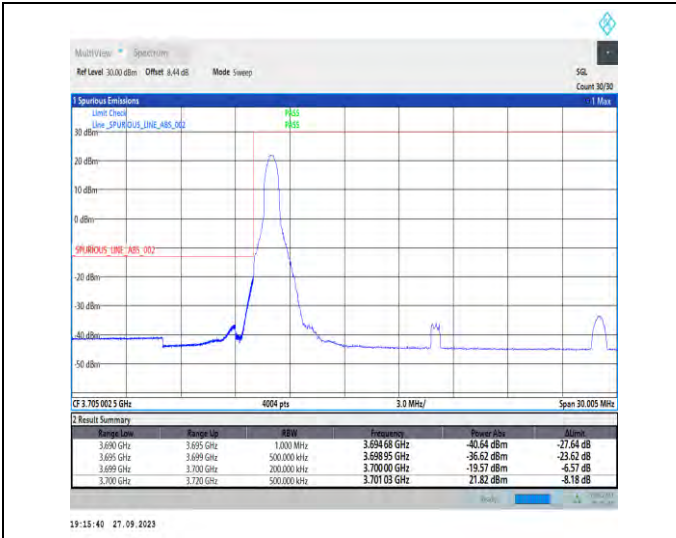 MultiView Spectrum
Ref Level 30.00 dBm Offset 8.44 dB Mode Sweep SGL
Count 30/30
1 Spurious Emissions 1 Max
Limit Check PASS
Line _SPURIOUS_LINE_ABS_002 PASS
30 dBm
20 dBm
10 dBm
0 dBm
SPURIOUS_LINE_ABS_002
-20 dBm
-30 dBm
-40 dBm
-50 dBm
CF 3.705 002 5 GHz 4004 pts 3.0 MHz/ Span 30.005 MHz
2 Result Summary
Range Low Range Up RBW Frequency Power Abs ΔLimit
3.690 GHz 3.695 GHz 1.000 MHz 3.694 68 GHz -40.64 dBm -27.64 dB
3.695 GHz 3.699 GHz 500.000 kHz 3.698 95 GHz -36.62 dBm -23.62 dB
3.699 GHz 3.700 GHz 200.000 kHz 3.700 00 GHz -19.57 dBm -6.57 dB
3.700 GHz 3.720 GHz 500.000 kHz 3.701 03 GHz 21.82 dBm -8.18 dB
19:15:40 27.09.2023